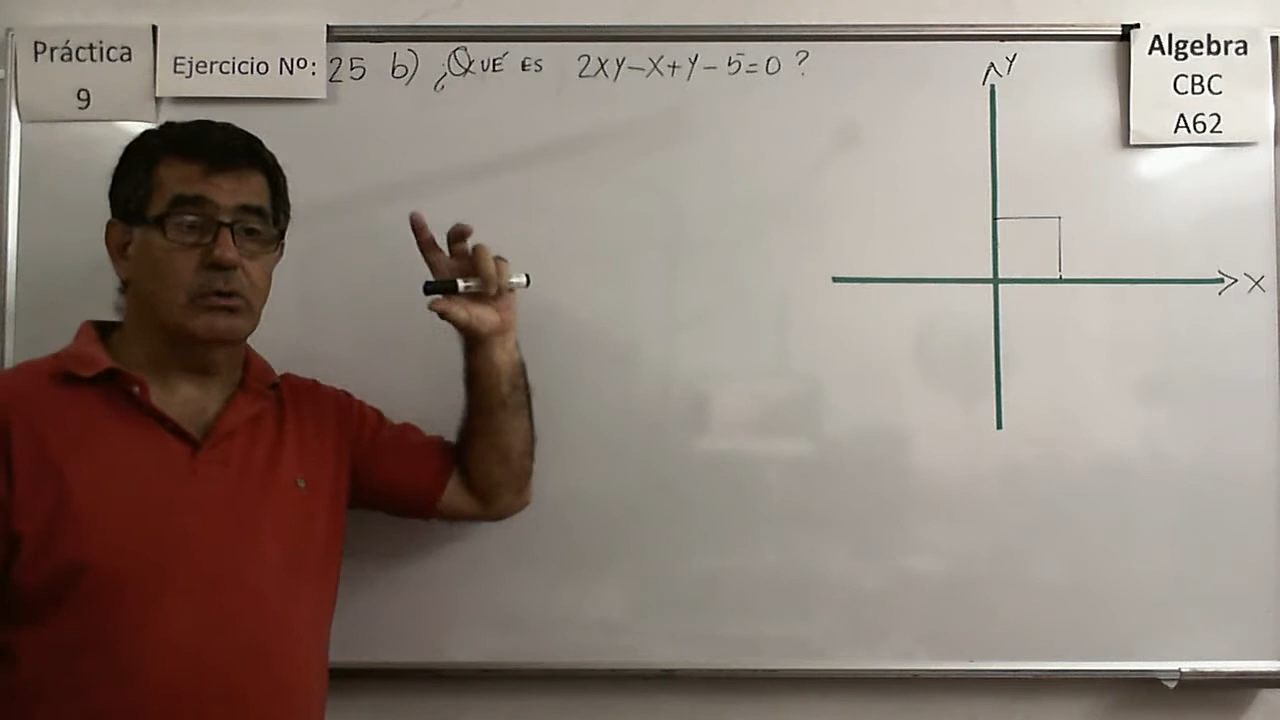 Práctica
9
Ejercicio Nº: 25 b) ¿QUÉ ES 2XY-X+Y-5=0?
Y
X
Algebra
CBC
A62